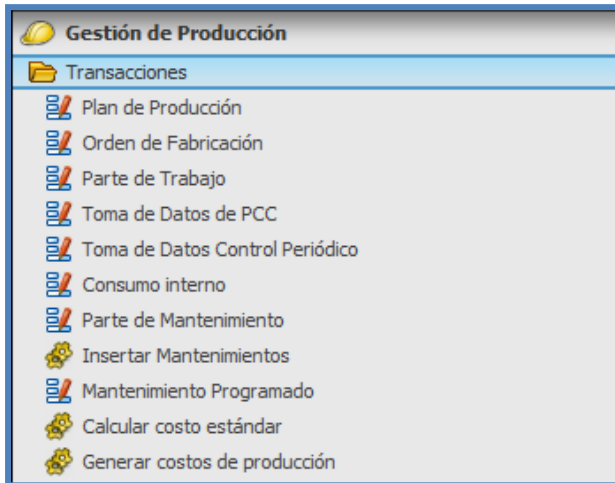 Gestión de Producción
Transacciones
Plan de Producción
Orden de Fabricación
Parte de Trabajo
Toma de Datos de PCC
Toma de Datos Control Periódico
Consumo interno
Parte de Mantenimiento
Insertar Mantenimientos
Mantenimiento Programado
Calcular costo estándar
Generar costos de producción